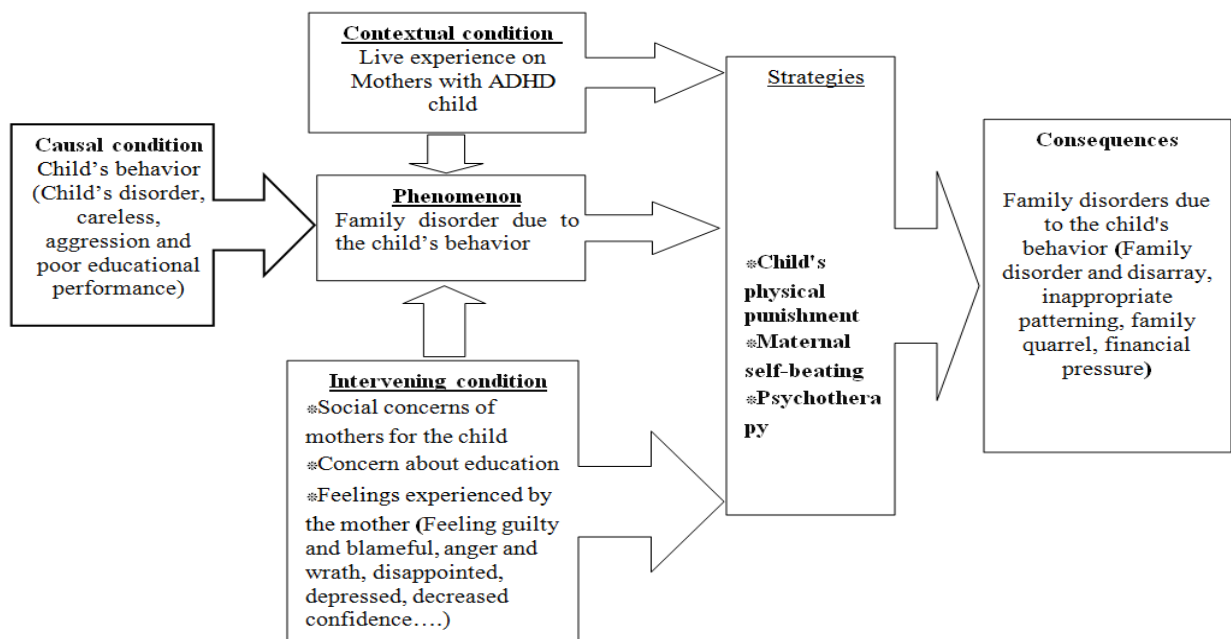 Contextual condition
Live experience on
Mothers with ADHD
child
Causal condition
Child's behavior
(Child's disorder,
careless,
aggression and
poor educational
performance)
Phenomenon
Family disorder due to
the child's behavior
Intervening condition
*Social concerns of
mothers for the child
*Concern about education
*Feelings experienced by
the mother (Feeling guilty
and blameful, anger and
wrath, disappointed,
depressed, decreased
confidence....)
Strategies
*Child's
physical
punishment
*Maternal
self-beating
*Psychothera
py
Consequences
Family disorders due
to the child's
behavior (Family
disorder and disarray,
inappropriate
patterning, family
quarrel, financial
pressure)